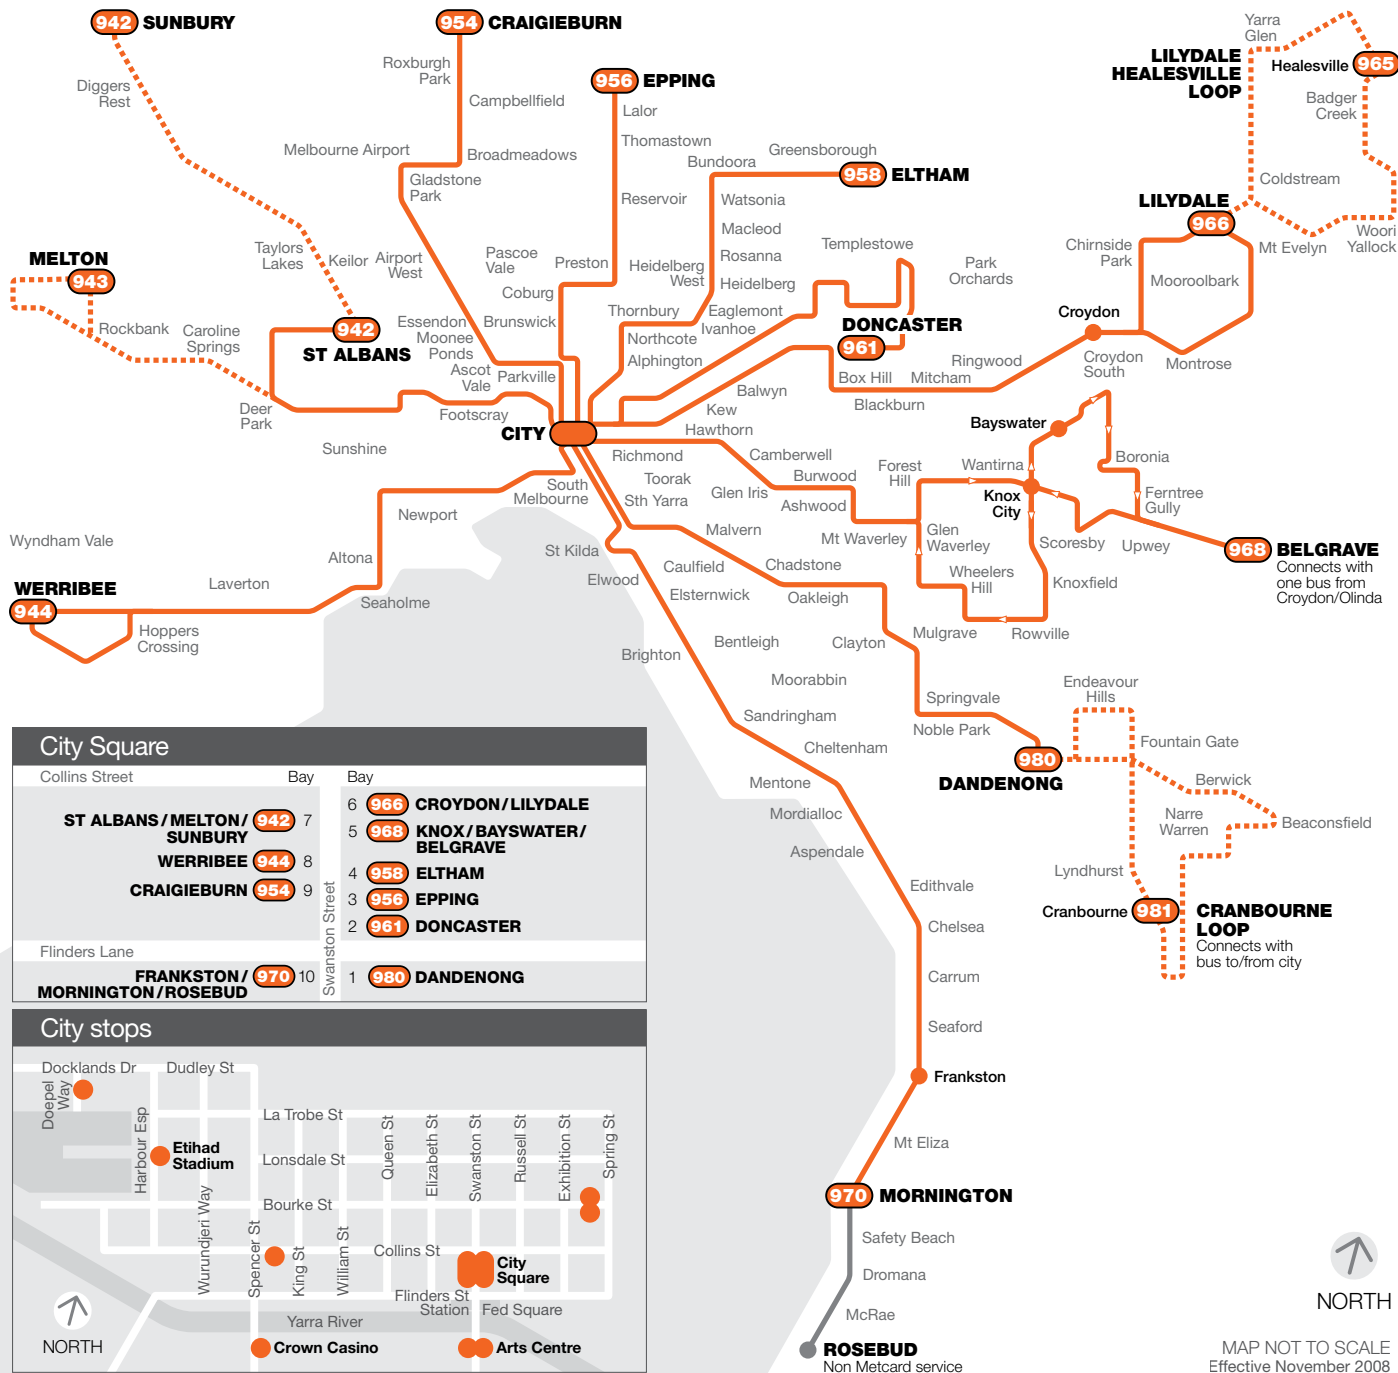 942 SUNBURY
954 CRAIGIEBURN
956 EPPING
Yarra
Glen
LILYDALE
HEALESVILLE
LOOP
Healesville 965
Badger
Creek
Roxburgh
Park
Diggers
Rest
Campbellfield
Lalor
Thomastown
Melbourne Airport
Broadmeadows
Bundoora
Greensborough
958 ELTHAM
Gladstone
Park
Reservoir
Watsonia
Macleod
Coldstream
LILYDALE
966
Woori
Yallock
Mt Evelyn
Chirnside
Park
Mooroolbark
Taylors
Lakes
Keilor
Airport
West
Pascoe
Vale
Preston
Heidelberg
West
Rosanna
Heidelberg
Templestowe
Park
Orchards
MELTON
943
Coburg
Rockbank
Caroline
Springs
942
ST ALBANS
Essendon
Moonee
Ponds
Ascot
Vale
Brunswick
Parkville
Thornbury
Northcote
Alphington
Eaglemont
Ivanhoe
DONCASTER
961
Croydon
Croydon
South
Montrose
Ringwood
Mitcham
Box Hill
Blackburn
Balwyn
Kew
Hawthorn
Deer
Park
Footscray
CITY
Sunshine
Richmond
Camberwell
Burwood
Forest
Hill
Wantirna
Bayswater
Boronia
Knox
City
Ferntree
Gully
South
Melbourne
Toorak
Sth Yarra
Glen Iris
Ashwood
Newport
Malvern
Mt Waverley
Glen
Waverley
Scoresby
Upwey
968 BELGRAVE
Connects with
one bus from
Croydon/Olinda
Wyndham Vale
Altona
St Kilda
Elwood
Caulfield
Elsternwick
Chadstone
Oakleigh
Wheelers
Hill
Knoxfield
WERRIBEE
944
Laverton
Seaholme
Hoppers
Crossing
Brighton
Bentleigh
Clayton
Mulgrave
Rowville
Moorabbin
Springvale
Noble Park
Endeavour
Hills
Sandringham
Cheltenham
980
DANDENONG
Fountain Gate
Berwick
Narre
Warren
Beaconsfield
Lyndhurst
Cranbourne 981
CRANBOURNE
LOOP
Connects with
bus to/from city
Mentone
Mordialloc
Aspendale
Edithvale
Chelsea
Carrum
Seaford
Frankston
Mt Eliza
970 MORNINGTON
Safety Beach
Dromana
McRae
ROSEBUD
Non Metcard service
City Square
Collins Street
Bay
Bay
ST ALBANS/MELTON/
SUNBURY
942 7
WERRIBEE 944 8
CRAIGIEBURN 954 9
Swanston Street
6 966 CROYDON/LILYDALE
5 968 KNOX/BAYSWATER/
BELGRAVE
4 958 ELTHAM
3 956 EPPING
2 961 DONCASTER
Flinders Lane
FRANKSTON/
MORNINGTON/ROSEBUD
970 10
1 980 DANDENONG
City stops
Docklands Dr
Dudley St
Doepel
Way
Harbour Esp
La Trobe St
Etihad
Stadium
Lonsdale St
Queen St
Elizabeth St
Swanston St
Russell St
Exhibition St
Spring St
Bourke St
Wurundjeri Way
Spencer St
King St
William St
Collins St
City
Square
Flinders St
Station
Fed Square
Yarra River
NORTH
Crown Casino
Arts Centre
NORTH
MAP NOT TO SCALE
Effective November 2008